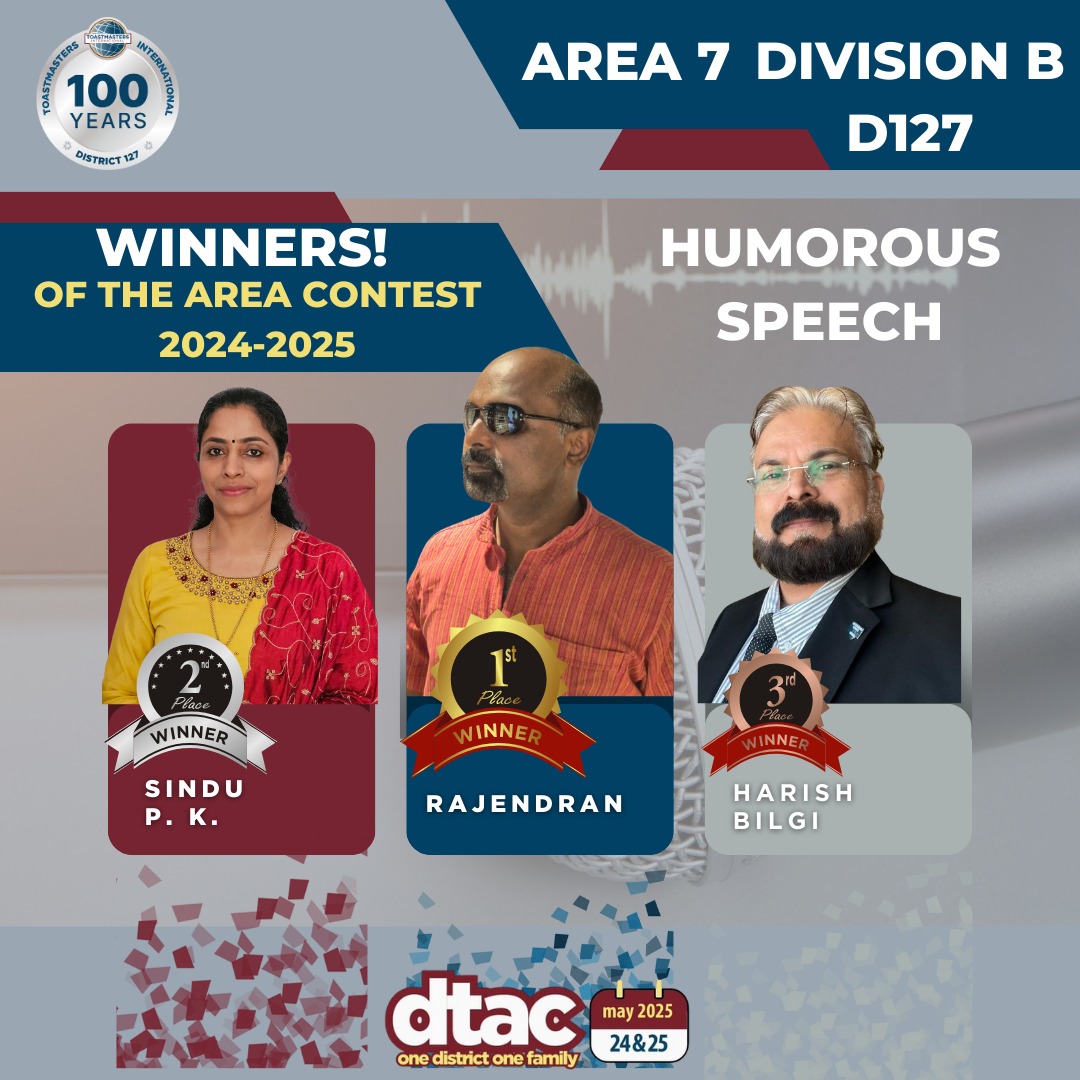 TOASTMASTERS INTERNATIONAL
TOASTMASTERS INTERNATIONAL
100
YEARS
DISTRICT 127
AREA 7 DIVISION B
D127
WINNERS!
OF THE AREA CONTEST
2024-2025
HUMOROUS
SPEECH
2nd
Place
WINNER
SINDU
P. K.
1st
Place
WINNER
RAJENDRAN
3rd
Place
WINNER
HARISH
BILGI
dtac
one district one family
may 2025
24&25